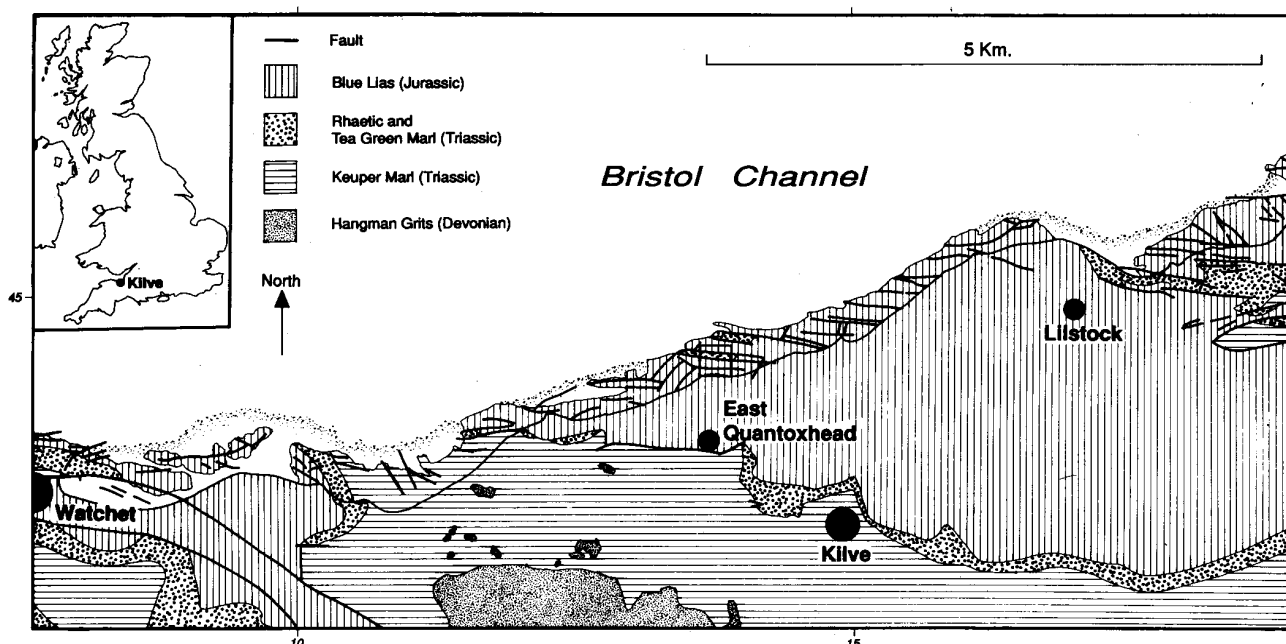 Fault
Blue Lias (Jurassic)
Rhaetic and
Tea Green Marl (Triassic)
Keuper Marl (Triassic)
Hangman Grits (Devonian)
North
Kilve
5 Km.
Bristol Channel
45
Lilstock
East
Quantoxhead
Watchet
Kilve
10
15